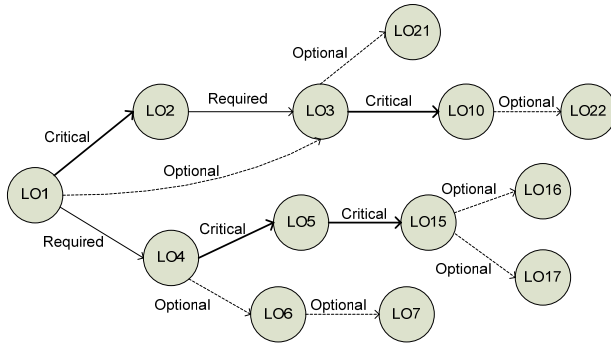 LO21
Optional
LO2
Required
LO3
Critical
LO10
Optional
LO22
Critical
Optional
LO1
Required
LO4
Critical
LO5
Critical
LO15
Optional
LO16
Optional
LO17
Optional
LO6
Optional
LO7